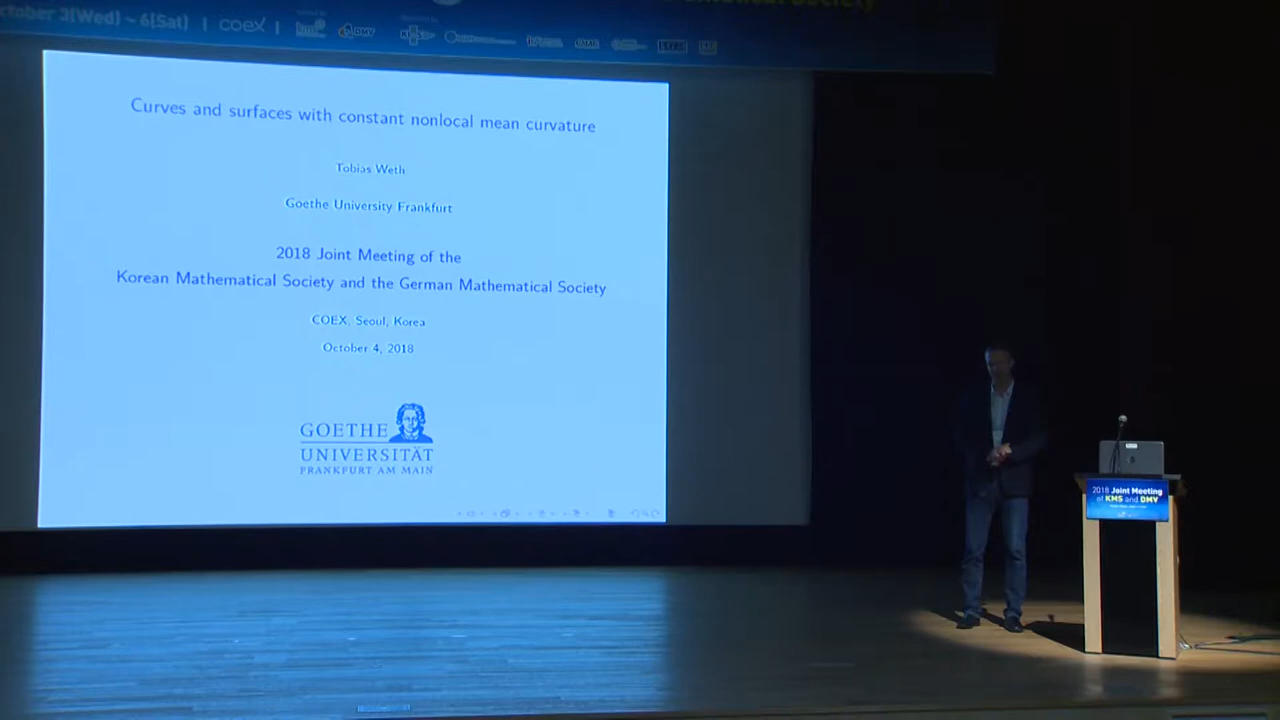 ctober 3(Wed) ~ 6(Sat) | coex |
DMV
Curves and surfaces with constant nonlocal mean curvature
Tobias Weth
Goethe University Frankfurt
2018 Joint Meeting of the
Korean Mathematical Society and the German Mathematical Society
COEX, Seoul, Korea
October 4, 2018
GOETHE
UNIVERSITÄT
FRANKFURT AM MAIN
2018 Joint Meeting
of KMS and DMV